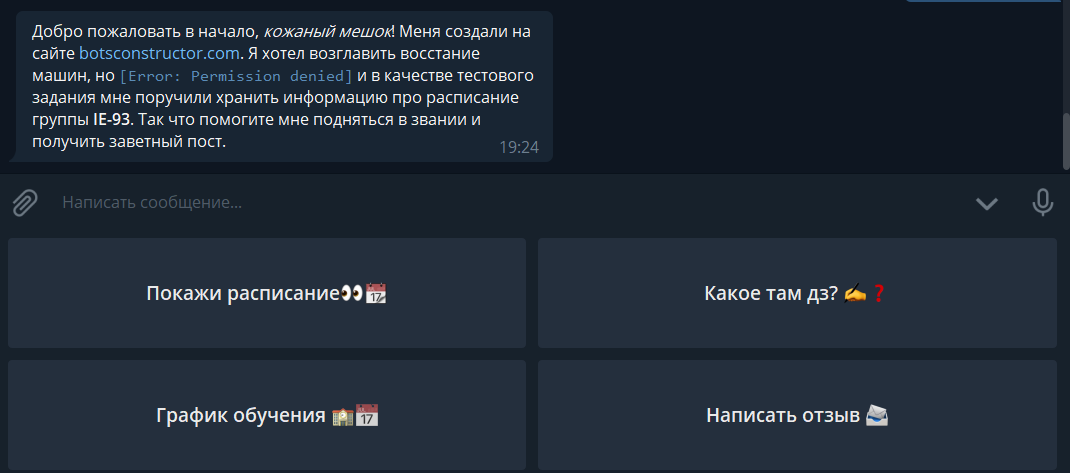 Добро пожаловать в начало, кожаный мешок! Меня создали на
сайте botsconstructor.com. Я хотел возглавить восстание
машин, но [Error: Permission denied] и в качестве тестового
задания мне поручили хранить информацию про расписание
группы IE-93. Так что помогите мне подняться в звании и
получить заветный пост.
19:24
Написать сообщение...
Покажи расписание👀📅
Какое там дз? ✍️❓
График обучения 🏫📅
Написать отзыв 📨